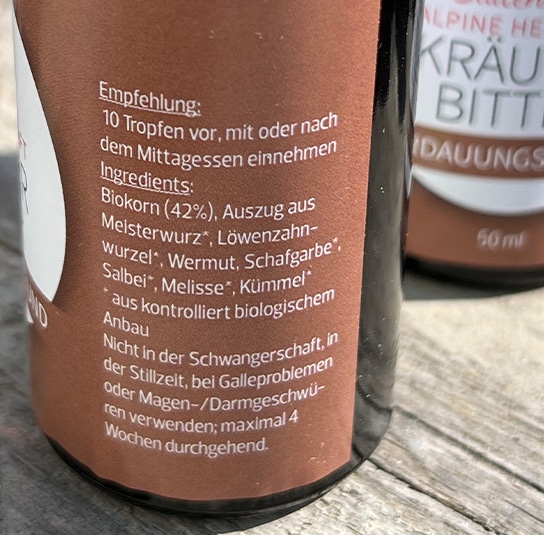 Empfehlung:
10 Tropfen vor, mit oder nach
dem Mittagessen einnehmen
Ingredients:
Biokorn (42%), Auszug aus
Meisterwurz*, Löwenzahn-
wurzel*, Wermut, Schafgarbe*,
Salbei*, Melisse*, Kümmel*
* aus kontrolliert biologischem
Anbau
Nicht in der Schwangerschaft, in
der Stillzeit, bei Galleproblemen
oder Magen-/Darmgeschwü-
ren verwenden; maximal 4
Wochen durchgehend.
ALPINE HE
KRÄU
BITT
DAUUNGS
50 ml